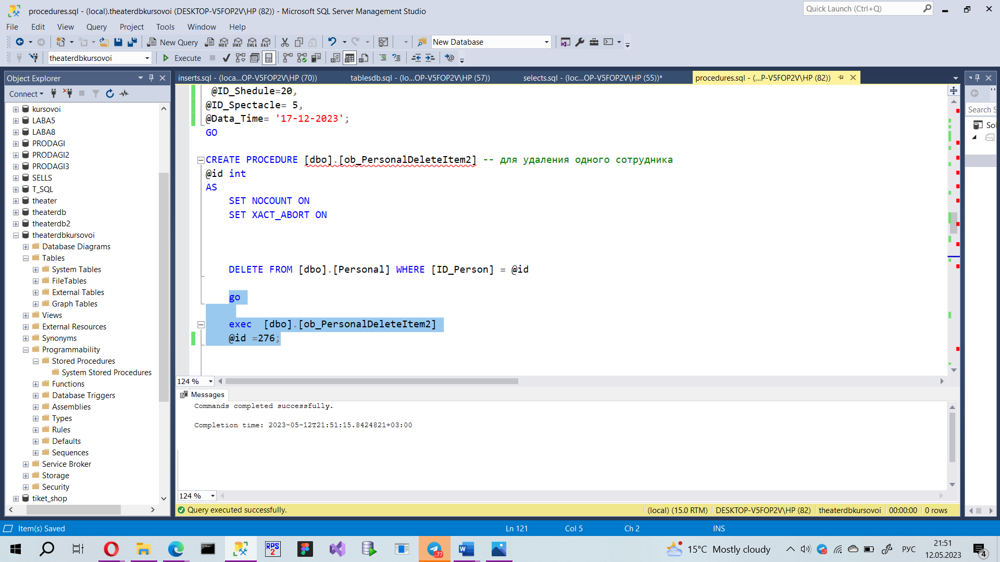 procedures.sql - (local).theaterdbkursovoi (DESKTOP-V5FOP2V\HP (82)) - Microsoft SQL Server Management Studio
Quick Launch (Ctrl+Q)
File Edit View Query Project Tools Window Help
New Query
MDX DMX XMLA DAX
New Database
theaterdbkursovoi
Execute
Object Explorer
Connect
kursovoi
LABA5
LABA8
PRODAGI
PRODAGI2
PRODAGI3
SELLS
T_SQL
theater
theaterdb
theaterdb2
theaterdbkursovoi
Database Diagrams
Tables
System Tables
FileTables
External Tables
Graph Tables
Views
External Resources
Synonyms
Programmability
Stored Procedures
System Stored Procedures
Functions
Database Triggers
Assemblies
Types
Rules
Defaults
Sequences
Service Broker
Storage
Security
tiket_shop
inserts.sql - (loca...OP-V5FOP2V\HP (70))
tablesdb.sql - (lo...OP-V5FOP2V\HP (57))
selects.sql - (loc...OP-V5FOP2V\HP (55))*
procedures.sql - (...P-V5FOP2V\HP (82))
@ID_Shedule=20,
@ID_Spectacle= 5,
@Data_Time= '17-12-2023';
GO
CREATE PROCEDURE [dbo].[ob_PersonalDeleteItem2] -- для удаления одного сотрудника
@id int
AS
SET NOCOUNT ON
SET XACT_ABORT ON
DELETE FROM [dbo].[Personal] WHERE [ID_Person] = @id
go
exec [dbo].[ob_PersonalDeleteItem2]
@id =276;
124 %
Messages
Commands completed successfully.
Completion time: 2023-05-12T21:51:15.8424821+03:00
124 %
Query executed successfully.
(local) (15.0 RTM) DESKTOP-V5FOP2V\HP (82) theaterdbkursovoi 00:00:00 0 rows
Search S
Sol
Item(s) Saved
Ln 121 Col 5 Ch 2 INS
RPS 2
..77
15°C Mostly cloudy
РУС
21:51
12.05.2023
4